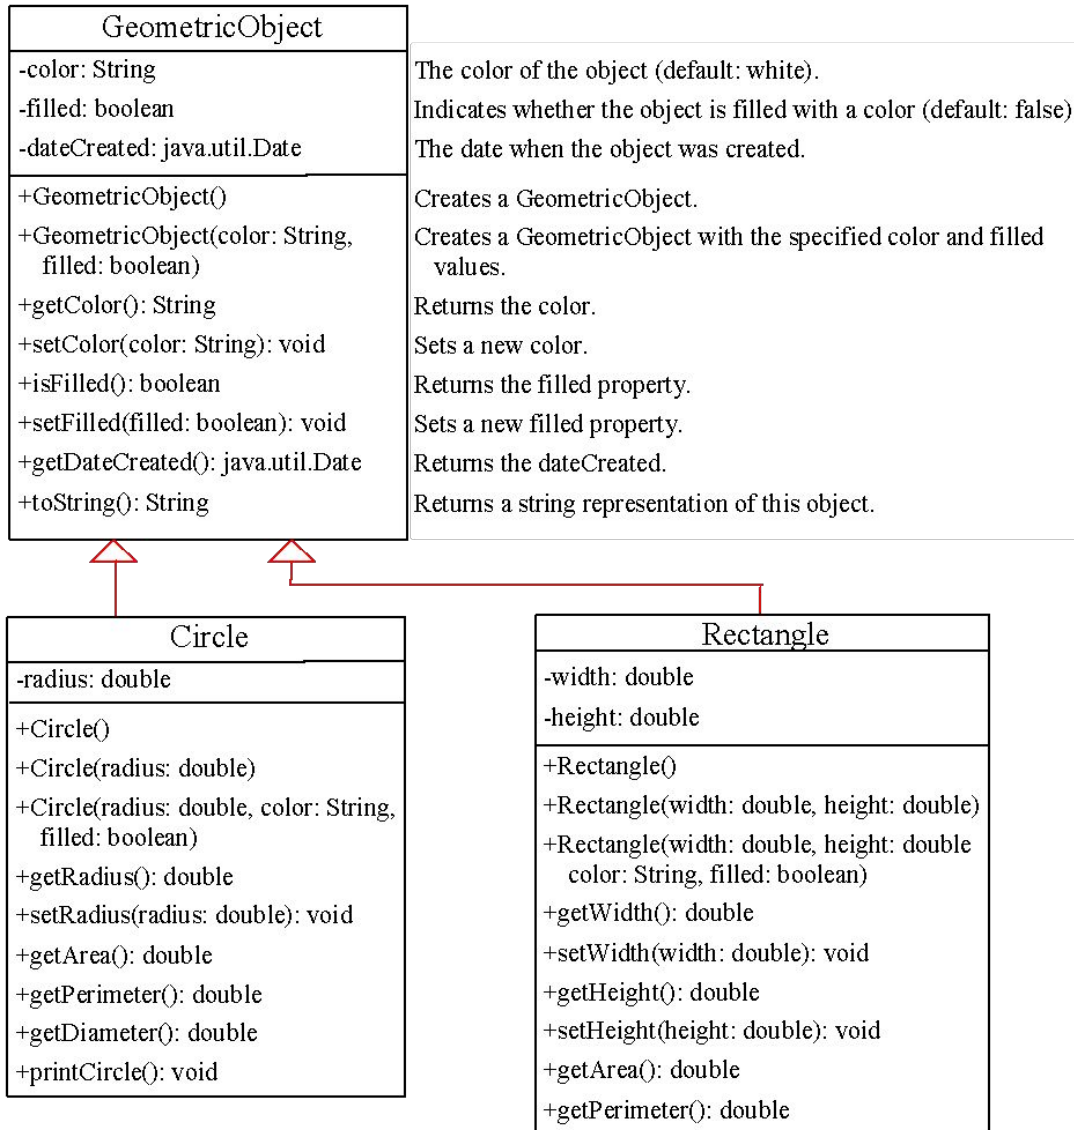 GeometricObject
-color: String
The color of the object (default: white).
-filled: boolean
Indicates whether the object is filled with a color (default: false)
-dateCreated: java.util.Date
The date when the object was created.
+GeometricObject()
Creates a GeometricObject.
+GeometricObject(color: String,
filled: boolean)
Creates a GeometricObject with the specified color and filled
values.
+getColor(): String
Returns the color.
+setColor(color: String): void
Sets a new color.
+isFilled(): boolean
Returns the filled property.
+setFilled(filled: boolean): void
Sets a new filled property.
+getDateCreated(): java.util.Date
Returns the dateCreated.
+toString(): String
Returns a string representation of this object.
Circle
-radius: double
+Circle()
+Circle(radius: double)
+Circle(radius: double, color: String,
filled: boolean)
+getRadius(): double
+setRadius(radius: double): void
+getArea(): double
+getPerimeter(): double
+getDiameter(): double
+printCircle(): void
Rectangle
-width: double
-height: double
+Rectangle()
+Rectangle(width: double, height: double)
+Rectangle(width: double, height: double
color: String, filled: boolean)
+getWidth(): double
+setWidth(width: double): void
+getHeight(): double
+setHeight(height: double): void
+getArea(): double
+getPerimeter(): double